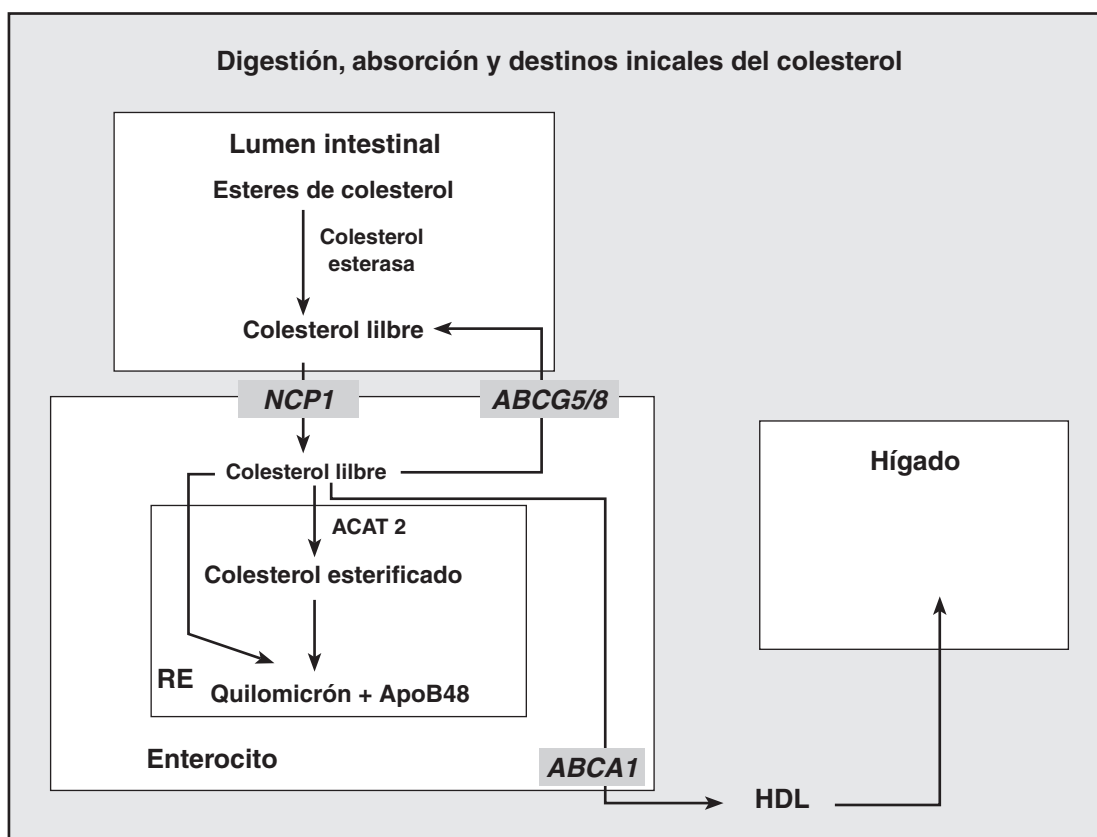 Digestión, absorción y destinos inicales del colesterol
Lumen intestinal
Esteres de colesterol
Colesterol
esterasa
Colesterol lilbre
NCP1
ABCG5/8
Colesterol lilbre
ACAT 2
Colesterol esterificado
RE
Quilomicrón + ApoB48
Enterocito
ABCA1
Hígado
HDL